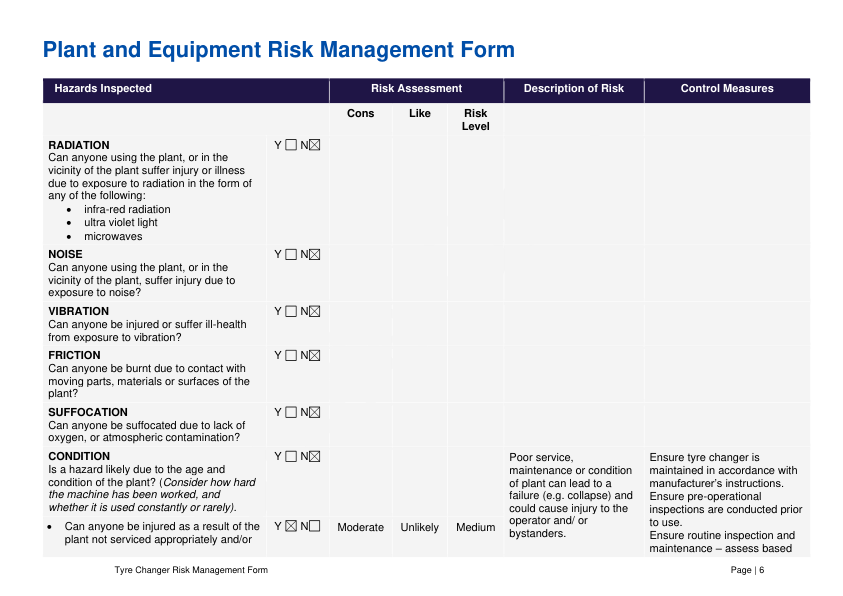 Plant and Equipment Risk Management Form
Hazards Inspected Risk Assessment Description of Risk Control Measures
Cons Like Risk
Level
RADIATION Y ☐ N☒
Can anyone using the plant, or in the
vicinity of the plant suffer injury or illness
due to exposure to radiation in the form of
any of the following:
• infra-red radiation
• ultra violet light
• microwaves
NOISE Y ☐ N☒
Can anyone using the plant, or in the
vicinity of the plant, suffer injury due to
exposure to noise?
VIBRATION Y ☐ N☒
Can anyone be injured or suffer ill-health
from exposure to vibration?
FRICTION Y ☐ N☒
Can anyone be burnt due to contact with
moving parts, materials or surfaces of the
plant?
SUFFOCATION Y ☐ N☒
Can anyone be suffocated due to lack of
oxygen, or atmospheric contamination?
CONDITION Y ☐ N☒
Is a hazard likely due to the age and
condition of the plant? (Consider how hard
the machine has been worked, and
whether it is used constantly or rarely).
• Can anyone be injured as a result of the
plant not serviced appropriately and/or
Y ☒ N☐ Moderate Unlikely Medium
Poor service,
maintenance or condition
of plant can lead to a
failure (e.g. collapse) and
could cause injury to the
operator and/ or
bystanders.
Ensure tyre changer is
maintained in accordance with
manufacturer's instructions.
Ensure pre-operational
inspections are conducted prior
to use.
Ensure routine inspection and
maintenance – assess based
Tyre Changer Risk Management Form Page | 6